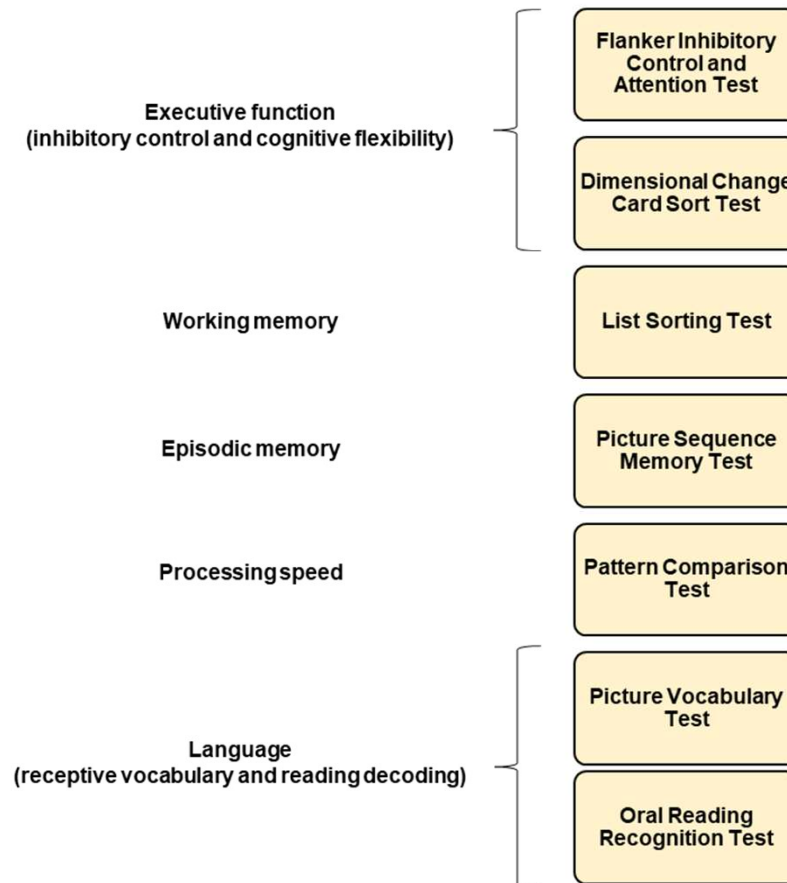 Flanker Inhibitory
Control and
Attention Test
Executive function
(inhibitory control and cognitive flexibility)
Dimensional Change
Card Sort Test
Working memory
List Sorting Test
Episodic memory
Picture Sequence
Memory Test
Processing speed
Pattern Comparison
Test
Picture Vocabulary
Test
Language
(receptive vocabulary and reading decoding)
Oral Reading
Recognition Test